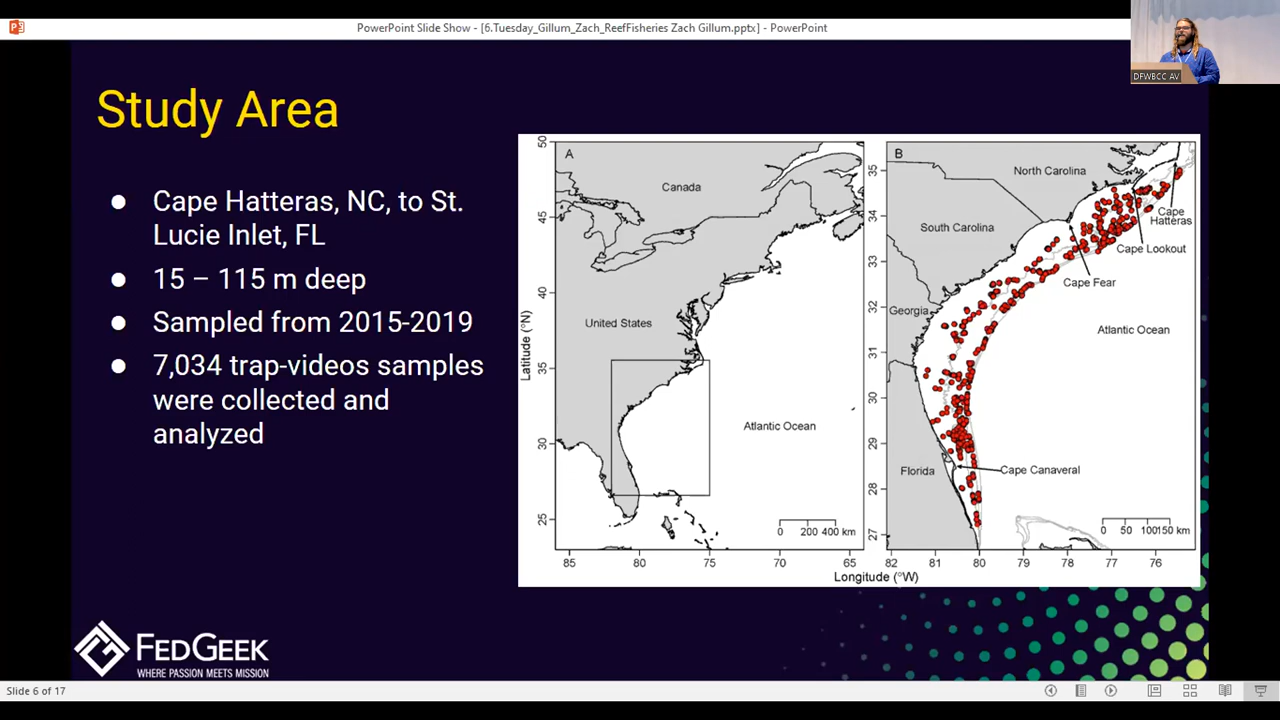 PowerPoint Slide Show - [6.Tuesday_Gillum_Zach_ReefFisheries Zach Gillum.pptx] - PowerPoint
DFWBCC AV
Study Area
● Cape Hatteras, NC, to St.
Lucie Inlet, FL
● 15 – 115 m deep
● Sampled from 2015-2019
● 7,034 trap-videos samples
were collected and
analyzed
A
Canada
United States
Atlantic Ocean
0 200 400 km
50
45
40
35
30
25
Latitude (°N)
85 80 75 70 65
B
North Carolina
South Carolina
Georgia
Florida
Cape
Hatteras
Cape Lookout
Cape Fear
Atlantic Ocean
Cape Canaveral
0 50 100150 km
35
34
33
32
31
30
29
28
27
82 81 80 79 78 77 76
Longitude (°W)
FEDGEEK
WHERE PASSION MEETS MISSION
Slide 6 of 17